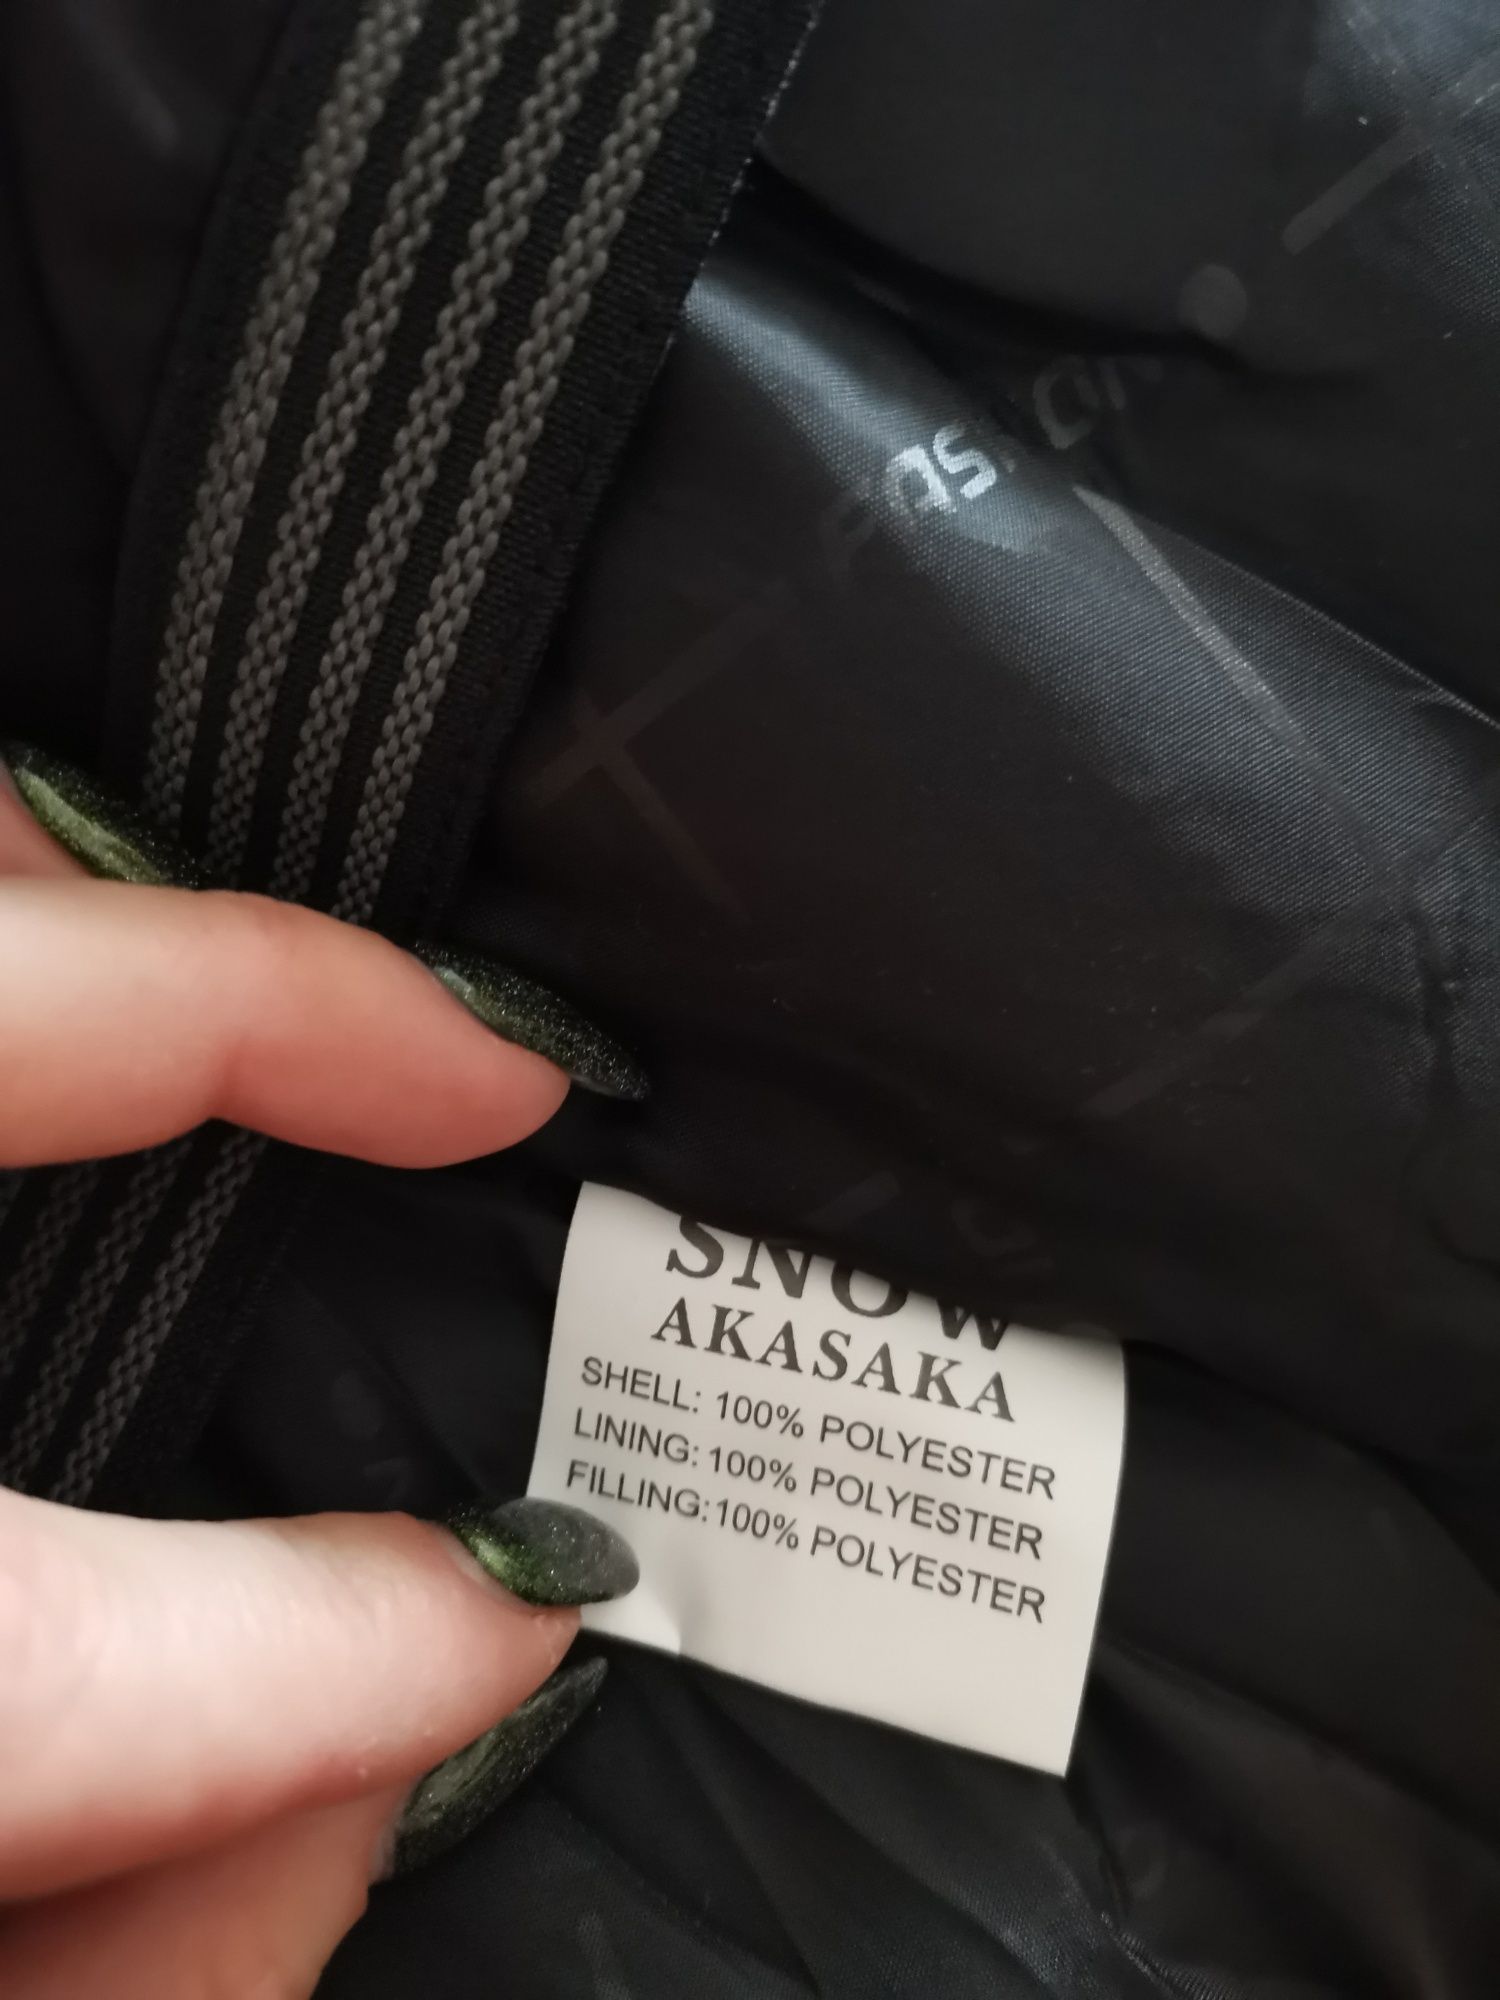 SNOW
AKASAKA
SHELL: 100% POLYESTER
LINING: 100% POLYESTER
FILLING:100% POLYESTER